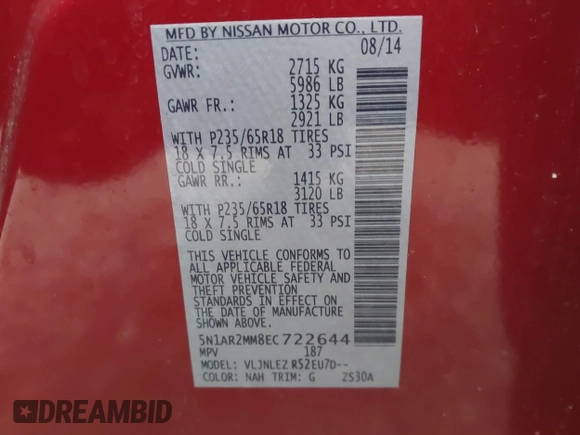 MFD BY NISSAN MOTOR CO., LTD.
DATE: 08/14
GVWR: 2715 KG
5986 LB
GAWR FR.: 1325 KG
2921 LB
WITH P235/65R18 TIRES
18 X 7.5 RIMS AT 33 PSI
COLD SINGLE
GAWR RR.: 1415 KG
3120 LB
WITH P235/65R18 TIRES
18 X 7.5 RIMS AT 33 PSI
COLD SINGLE
THIS VEHICLE CONFORMS TO
ALL APPLICABLE FEDERAL
MOTOR VEHICLE SAFETY AND
THEFT PREVENTION
STANDARDS IN EFFECT ON
THE DATE OF MANUFACTURE
SHOWN ABOVE.
5N1AR2MM8EC722644
MPV 187
MODEL: VLJNLEZ R52EU7D--
COLOR: NAH TRIM: G ZS30A
DREAMBID